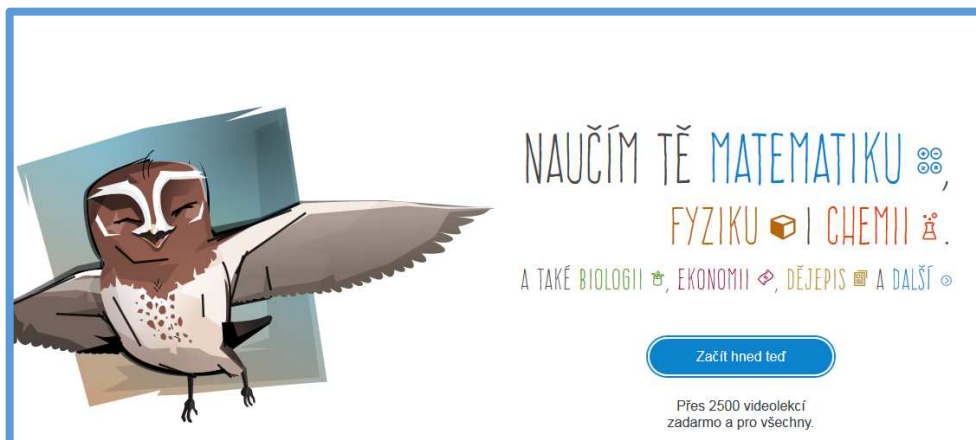 NAUČÍM TĚ MATEMATIKU,
FYZIKU I CHEMII.
A TAKÉ BIOLOGII, EKONOMII, DĚJEPIS A DALŠÍ
Začít hned teď
Přes 2500 videolekcí
zadarmo a pro všechny.